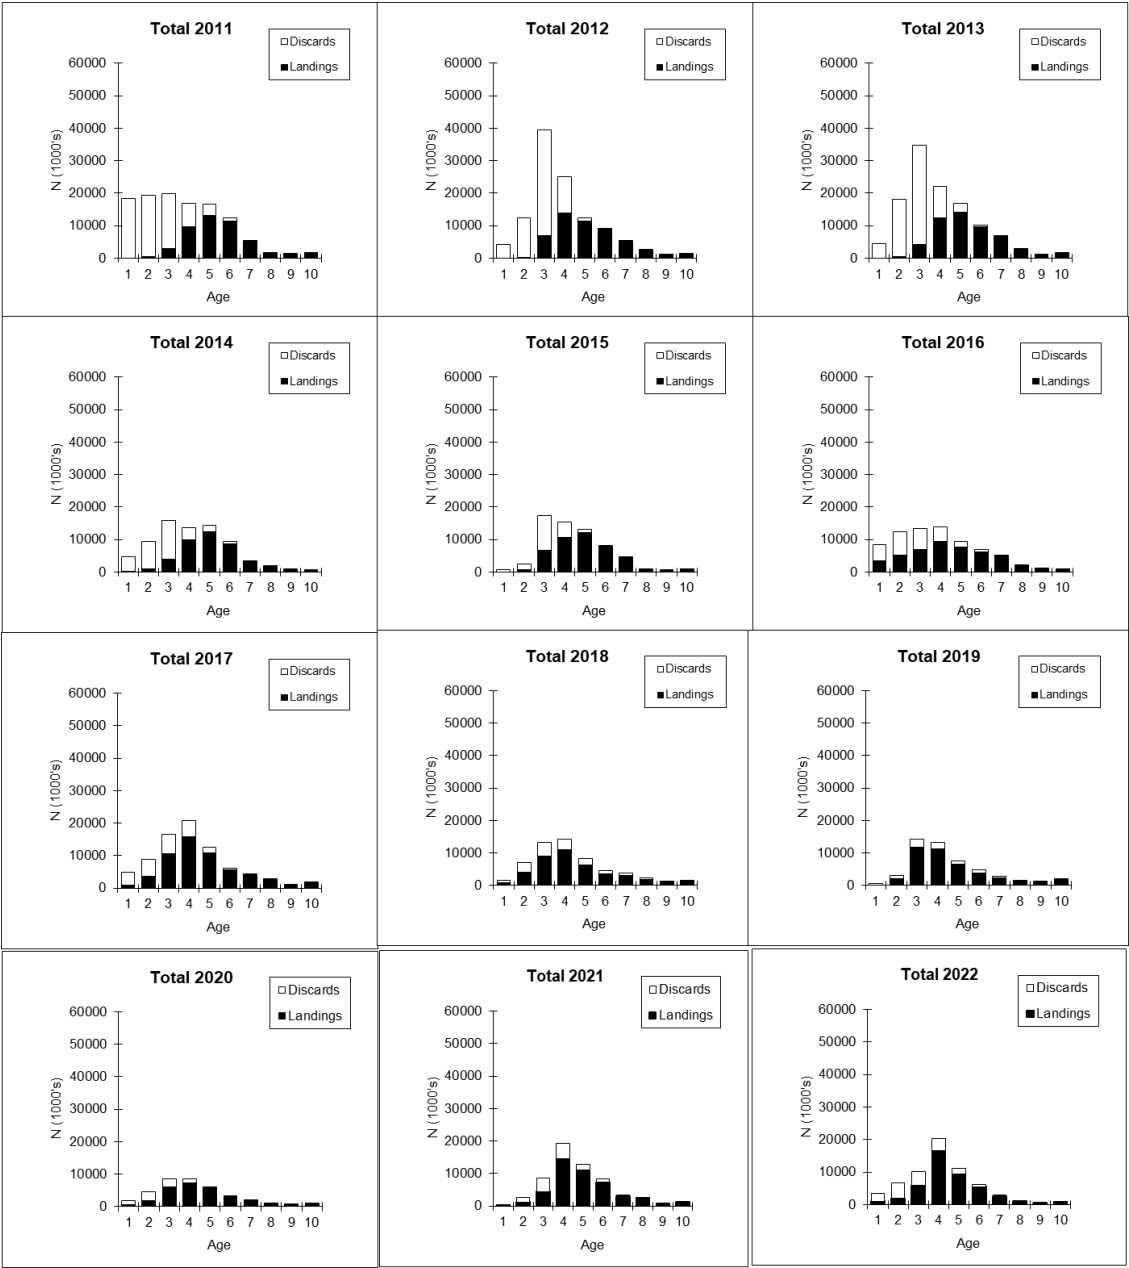 Total 2011
Discards
Landings
60000
50000
40000
30000
20000
10000
0
N (1000's)
1 2 3 4 5 6 7 8 9 10
Age
Total 2012
Discards
Landings
60000
50000
40000
30000
20000
10000
0
N (1000's)
1 2 3 4 5 6 7 8 9 10
Age
Total 2013
Discards
Landings
60000
50000
40000
30000
20000
10000
0
N (1000's)
1 2 3 4 5 6 7 8 9 10
Age
Total 2014
Discards
Landings
60000
50000
40000
30000
20000
10000
0
N (1000's)
1 2 3 4 5 6 7 8 9 10
Age
Total 2015
Discards
Landings
60000
50000
40000
30000
20000
10000
0
N (1000's)
1 2 3 4 5 6 7 8 9 10
Age
Total 2016
Discards
Landings
60000
50000
40000
30000
20000
10000
0
N (1000's)
1 2 3 4 5 6 7 8 9 10
Age
Total 2017
Discards
Landings
60000
50000
40000
30000
20000
10000
0
N (1000's)
1 2 3 4 5 6 7 8 9 10
Age
Total 2018
Discards
Landings
60000
50000
40000
30000
20000
10000
0
N (1000's)
1 2 3 4 5 6 7 8 9 10
Age
Total 2019
Discards
Landings
60000
50000
40000
30000
20000
10000
0
N (1000's)
1 2 3 4 5 6 7 8 9 10
Age
Total 2020
Discards
Landings
60000
50000
40000
30000
20000
10000
0
N (1000's)
1 2 3 4 5 6 7 8 9 10
Age
Total 2021
Discards
Landings
60000
50000
40000
30000
20000
10000
0
N (1000's)
1 2 3 4 5 6 7 8 9 10
Age
Total 2022
Discards
Landings
60000
50000
40000
30000
20000
10000
0
N (1000's)
1 2 3 4 5 6 7 8 9 10
Age